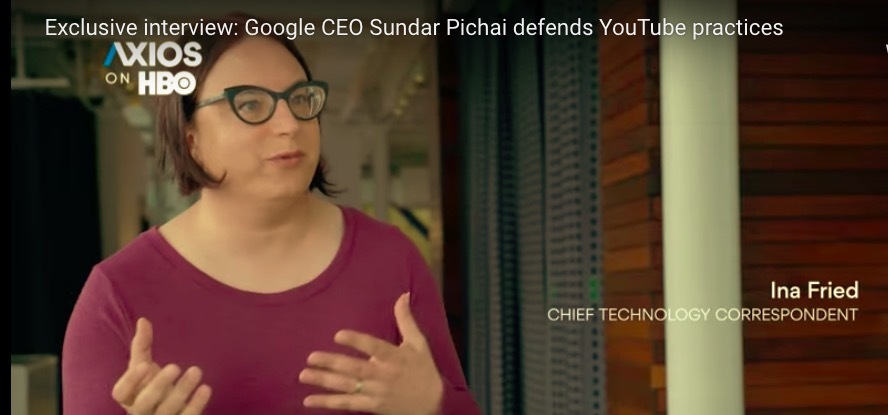 Exclusive interview: Google CEO Sundar Pichai defends YouTube practices
AXIOS
ON HBO
Ina Fried
CHIEF TECHNOLOGY CORRESPONDENT